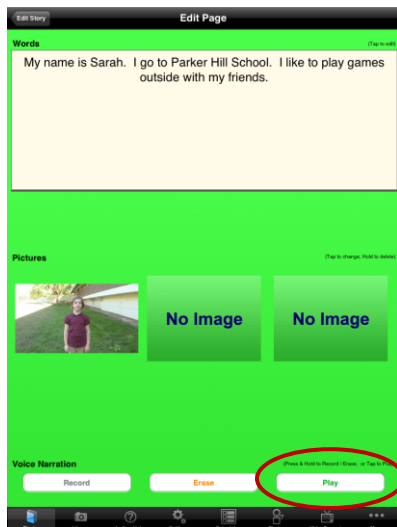 Edit Story
Edit Page
Words
(Tap to edit)
My name is Sarah.  I go to Parker Hill School.  I like to play games
outside with my friends.
Pictures
(Tap to change, Hold to delete)
No Image
No Image
Voice Narration
(Press & Hold to Record / Erase, or Tap to Play)
Record
Erase
Play